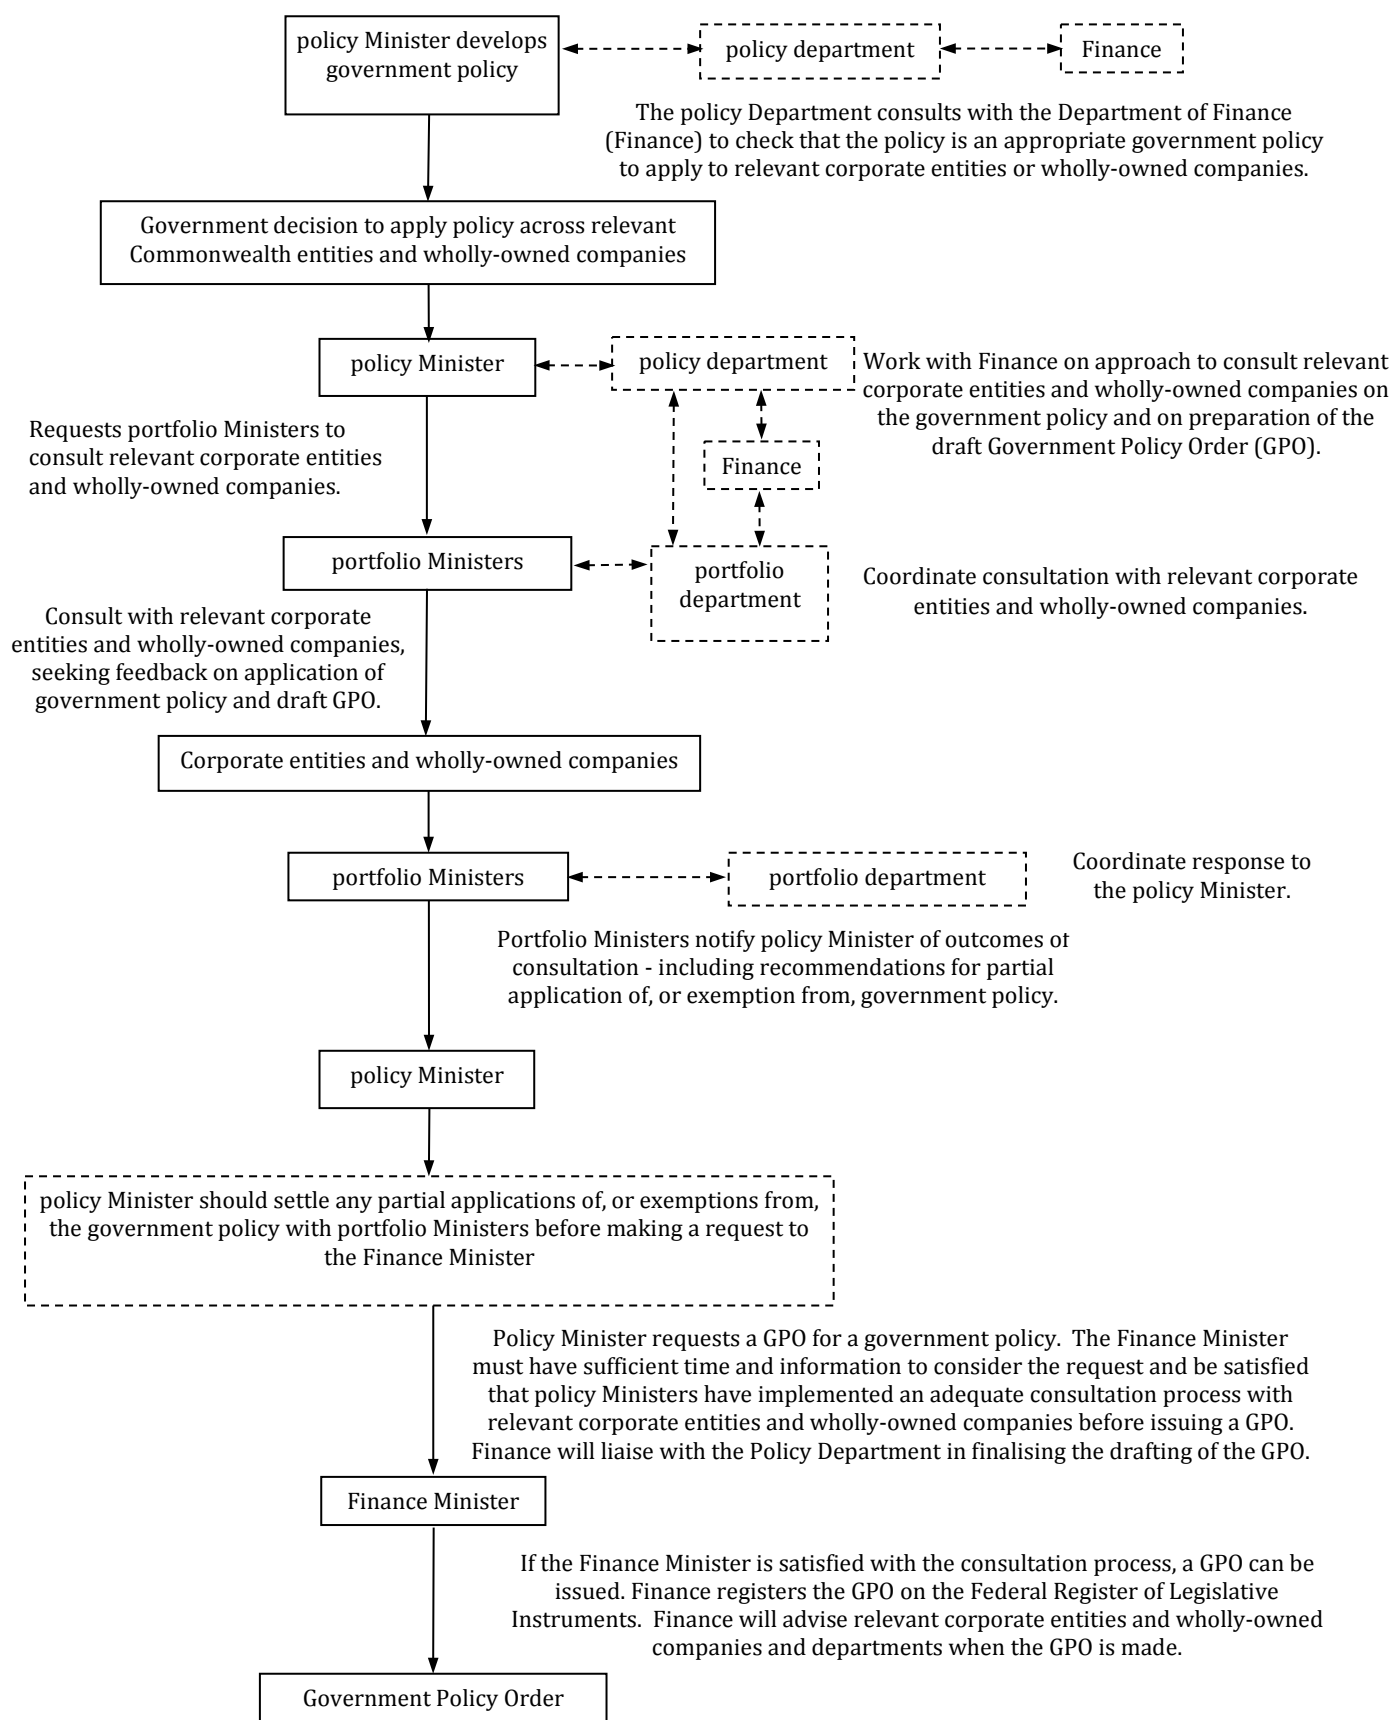 policy Minister develops
government policy
policy department
Finance
The policy Department consults with the Department of Finance
(Finance) to check that the policy is an appropriate government policy
to apply to relevant corporate entities or wholly-owned companies.
Government decision to apply policy across relevant
Commonwealth entities and wholly-owned companies
policy Minister
policy department
Work with Finance on approach to consult relevant
corporate entities and wholly-owned companies on
the government policy and on preparation of the
draft Government Policy Order (GPO).
Requests portfolio Ministers to
consult relevant corporate entities
and wholly-owned companies.
Finance
portfolio Ministers
portfolio
department
Coordinate consultation with relevant corporate
entities and wholly-owned companies.
Consult with relevant corporate
entities and wholly-owned companies,
seeking feedback on application of
government policy and draft GPO.
Corporate entities and wholly-owned companies
portfolio Ministers
portfolio department
Coordinate response to
the policy Minister.
Portfolio Ministers notify policy Minister of outcomes of
consultation - including recommendations for partial
application of, or exemption from, government policy.
policy Minister
policy Minister should settle any partial applications of, or exemptions from,
the government policy with portfolio Ministers before making a request to
the Finance Minister
Policy Minister requests a GPO for a government policy.  The Finance Minister
must have sufficient time and information to consider the request and be satisfied
that policy Ministers have implemented an adequate consultation process with
relevant corporate entities and wholly-owned companies before issuing a GPO.
Finance will liaise with the Policy Department in finalising the drafting of the GPO.
Finance Minister
If the Finance Minister is satisfied with the consultation process, a GPO can be
issued. Finance registers the GPO on the Federal Register of Legislative
Instruments.  Finance will advise relevant corporate entities and wholly-owned
companies and departments when the GPO is made.
Government Policy Order